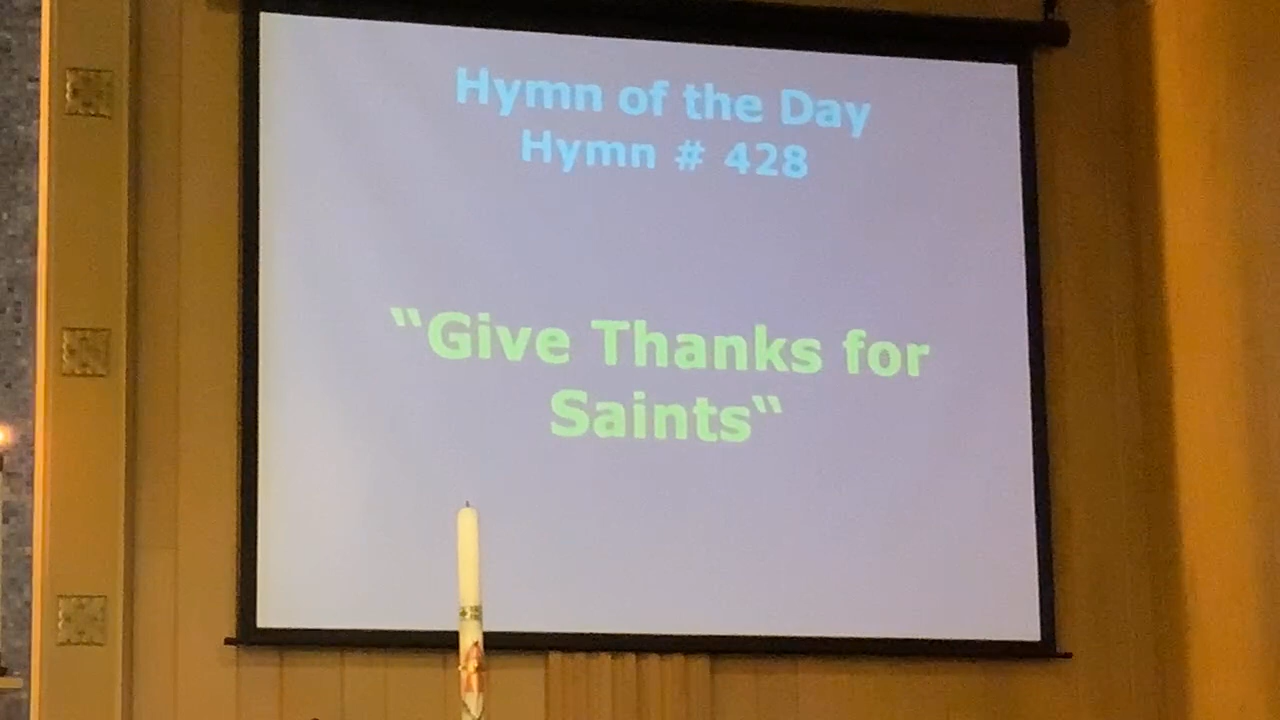 Hymn of the Day
Hymn # 428
“Give Thanks for
Saints“